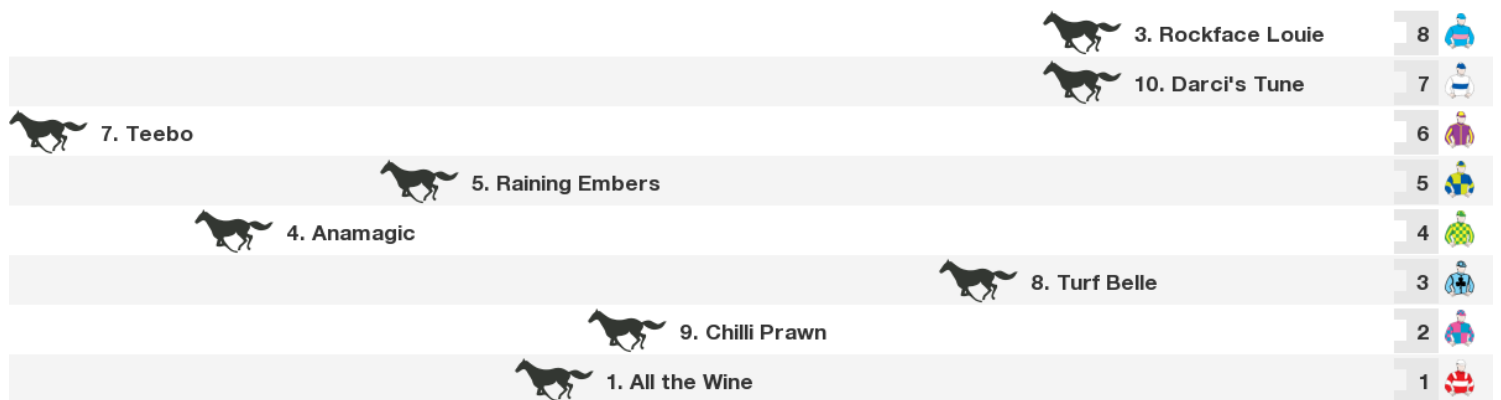 3. Rockface Louie 8
10. Darci's Tune 7
7. Teebo 6
5. Raining Embers 5
4. Anamagic 4
8. Turf Belle 3
9. Chilli Prawn 2
1. All the Wine 1